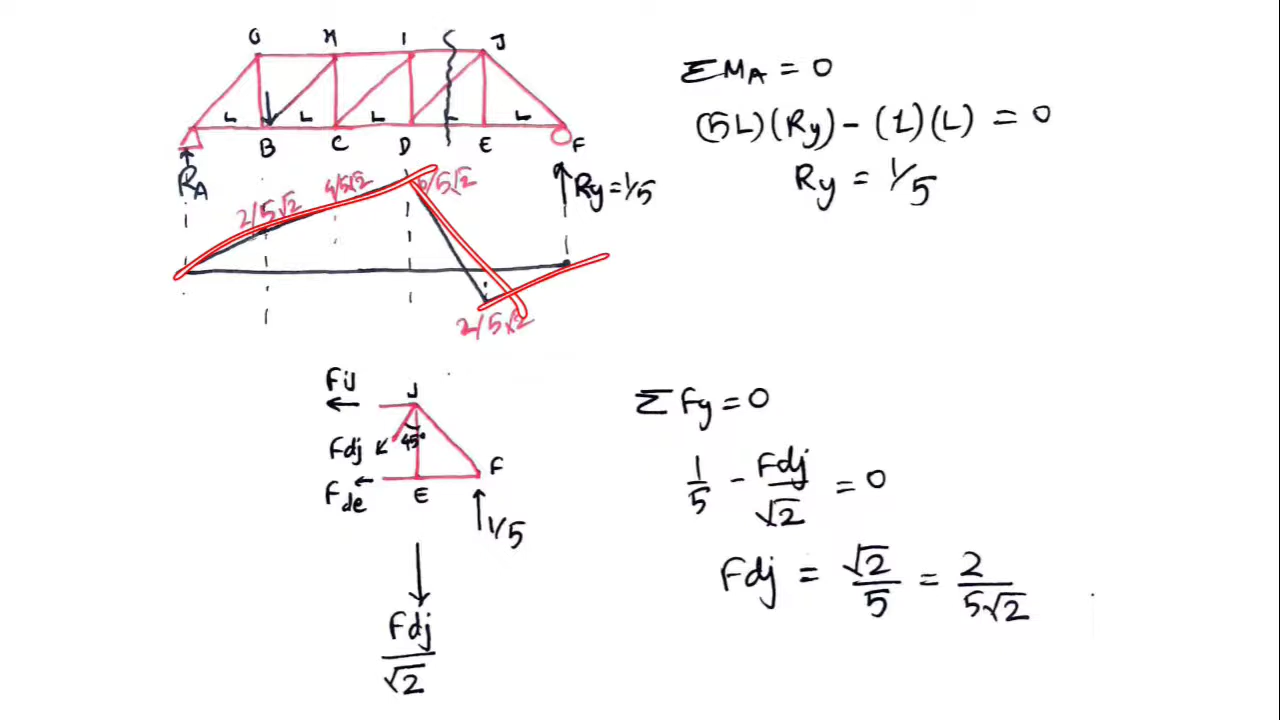 G H I J
L L L L L
B C D E F
RA
Ry=1/5
2/5√2 4/5√2 6/5√2
2/5√2
ΣMA = 0
(5L)(Ry) - (1)(L) = 0
Ry = 1/5
Fij J
Fdj 45°
Fde E F
1/5
Fdj
√2
ΣFy = 0
1/5 - Fdj/√2 = 0
Fdj = √2/5 = 2/5√2